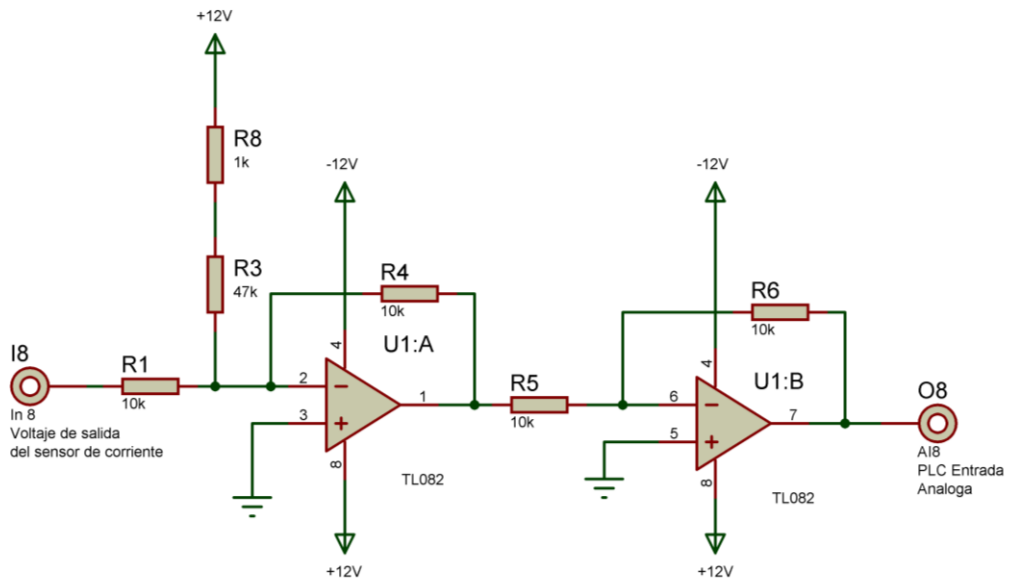 +12V
R8
1k
-12V
-12V
R3
47k
R4
10k
R6
10k
4
U1:A
4
U1:B
I8
R1
10k
2
3
1
R5
10k
6
5
7
O8
In 8
Voltaje de salida
del sensor de corriente
8
TL082
8
TL082
AI8
PLC Entrada
Analoga
+12V
+12V